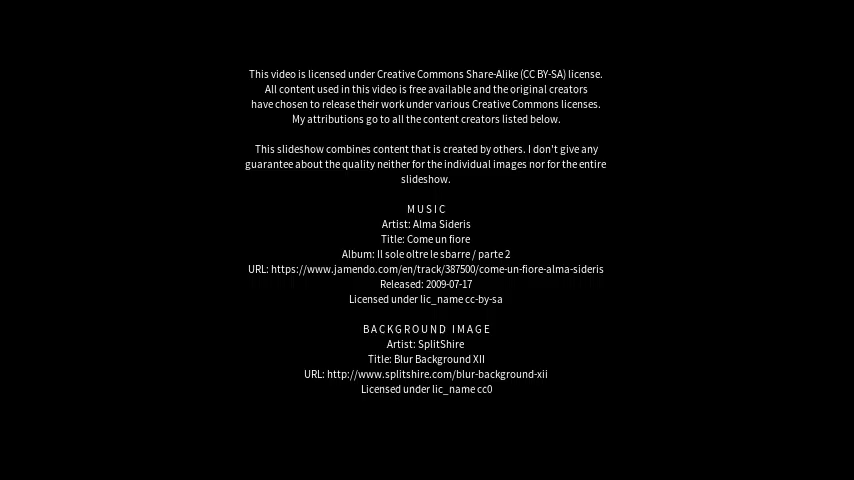 This video is licensed under Creative Commons Share-Alike (CC BY-SA) license.
All content used in this video is free available and the original creators
have chosen to release their work under various Creative Commons licenses.
My attributions go to all the content creators listed below.
This slideshow combines content that is created by others. I don't give any
guarantee about the quality neither for the individual images nor for the entire
slideshow.
MUSIC
Artist: Alma Sideris
Title: Come un fiore
Album: Il sole oltre le sbarre / parte 2
URL: https://www.jamendo.com/en/track/387500/come-un-fiore-alma-sideris
Released: 2009-07-17
Licensed under lic_name cc-by-sa
BACKGROUND IMAGE
Artist: SplitShire
Title: Blur Background XII
URL: http://www.splitshire.com/blur-background-xii
Licensed under lic_name cc0